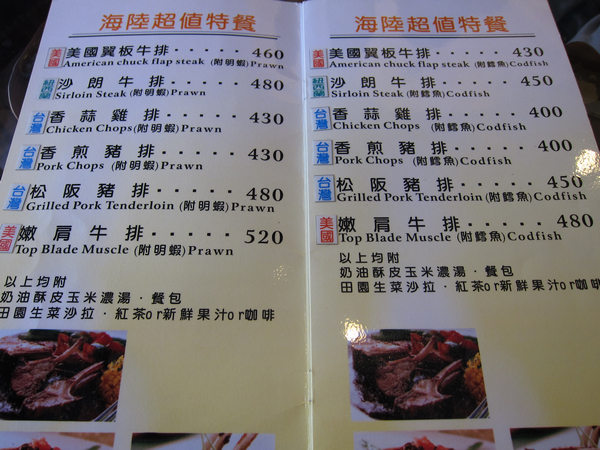 海陸超值特餐
美國 美國翼板牛排·····460
American chuck flap steak (附明蝦)Prawn
紐西蘭 沙朗牛排·····480
Sirloin Steak (附明蝦)Prawn
台灣 香蒜雞排·····430
Chicken Chops(附明蝦)Prawn
台灣 香煎豬排·····430
Pork Chops (附明蝦)Prawn
台灣 松阪豬排·····480
Grilled Pork Tenderloin (附明蝦)Prawn
美國 嫩肩牛排·····520
Top Blade Muscle (附明蝦)Prawn
以上均附
奶油酥皮玉米濃湯·餐包
田園生菜沙拉·紅茶or新鮮果汁or咖啡
海陸超值特餐
美國 美國翼板牛排·····430
American chuck flap steak (附鱈魚)Codfish
紐西蘭 沙朗牛排·····450
Sirloin Steak(附鱈魚)Codfish
台灣 香蒜雞排·····400
Chicken Chops (附鱈魚)Codfish
台灣 香煎豬排·····400
Pork Chops (附鱈魚)Codfish
台灣 松阪豬排·····450
Grilled Pork Tenderloin(附鱈魚)Codfish
美國 嫩肩牛排·····480
Top Blade Muscle (附鱈魚)Codfish
以上均附
奶油酥皮玉米濃湯·餐包
田園生菜沙拉·紅茶or新鮮果汁or咖啡